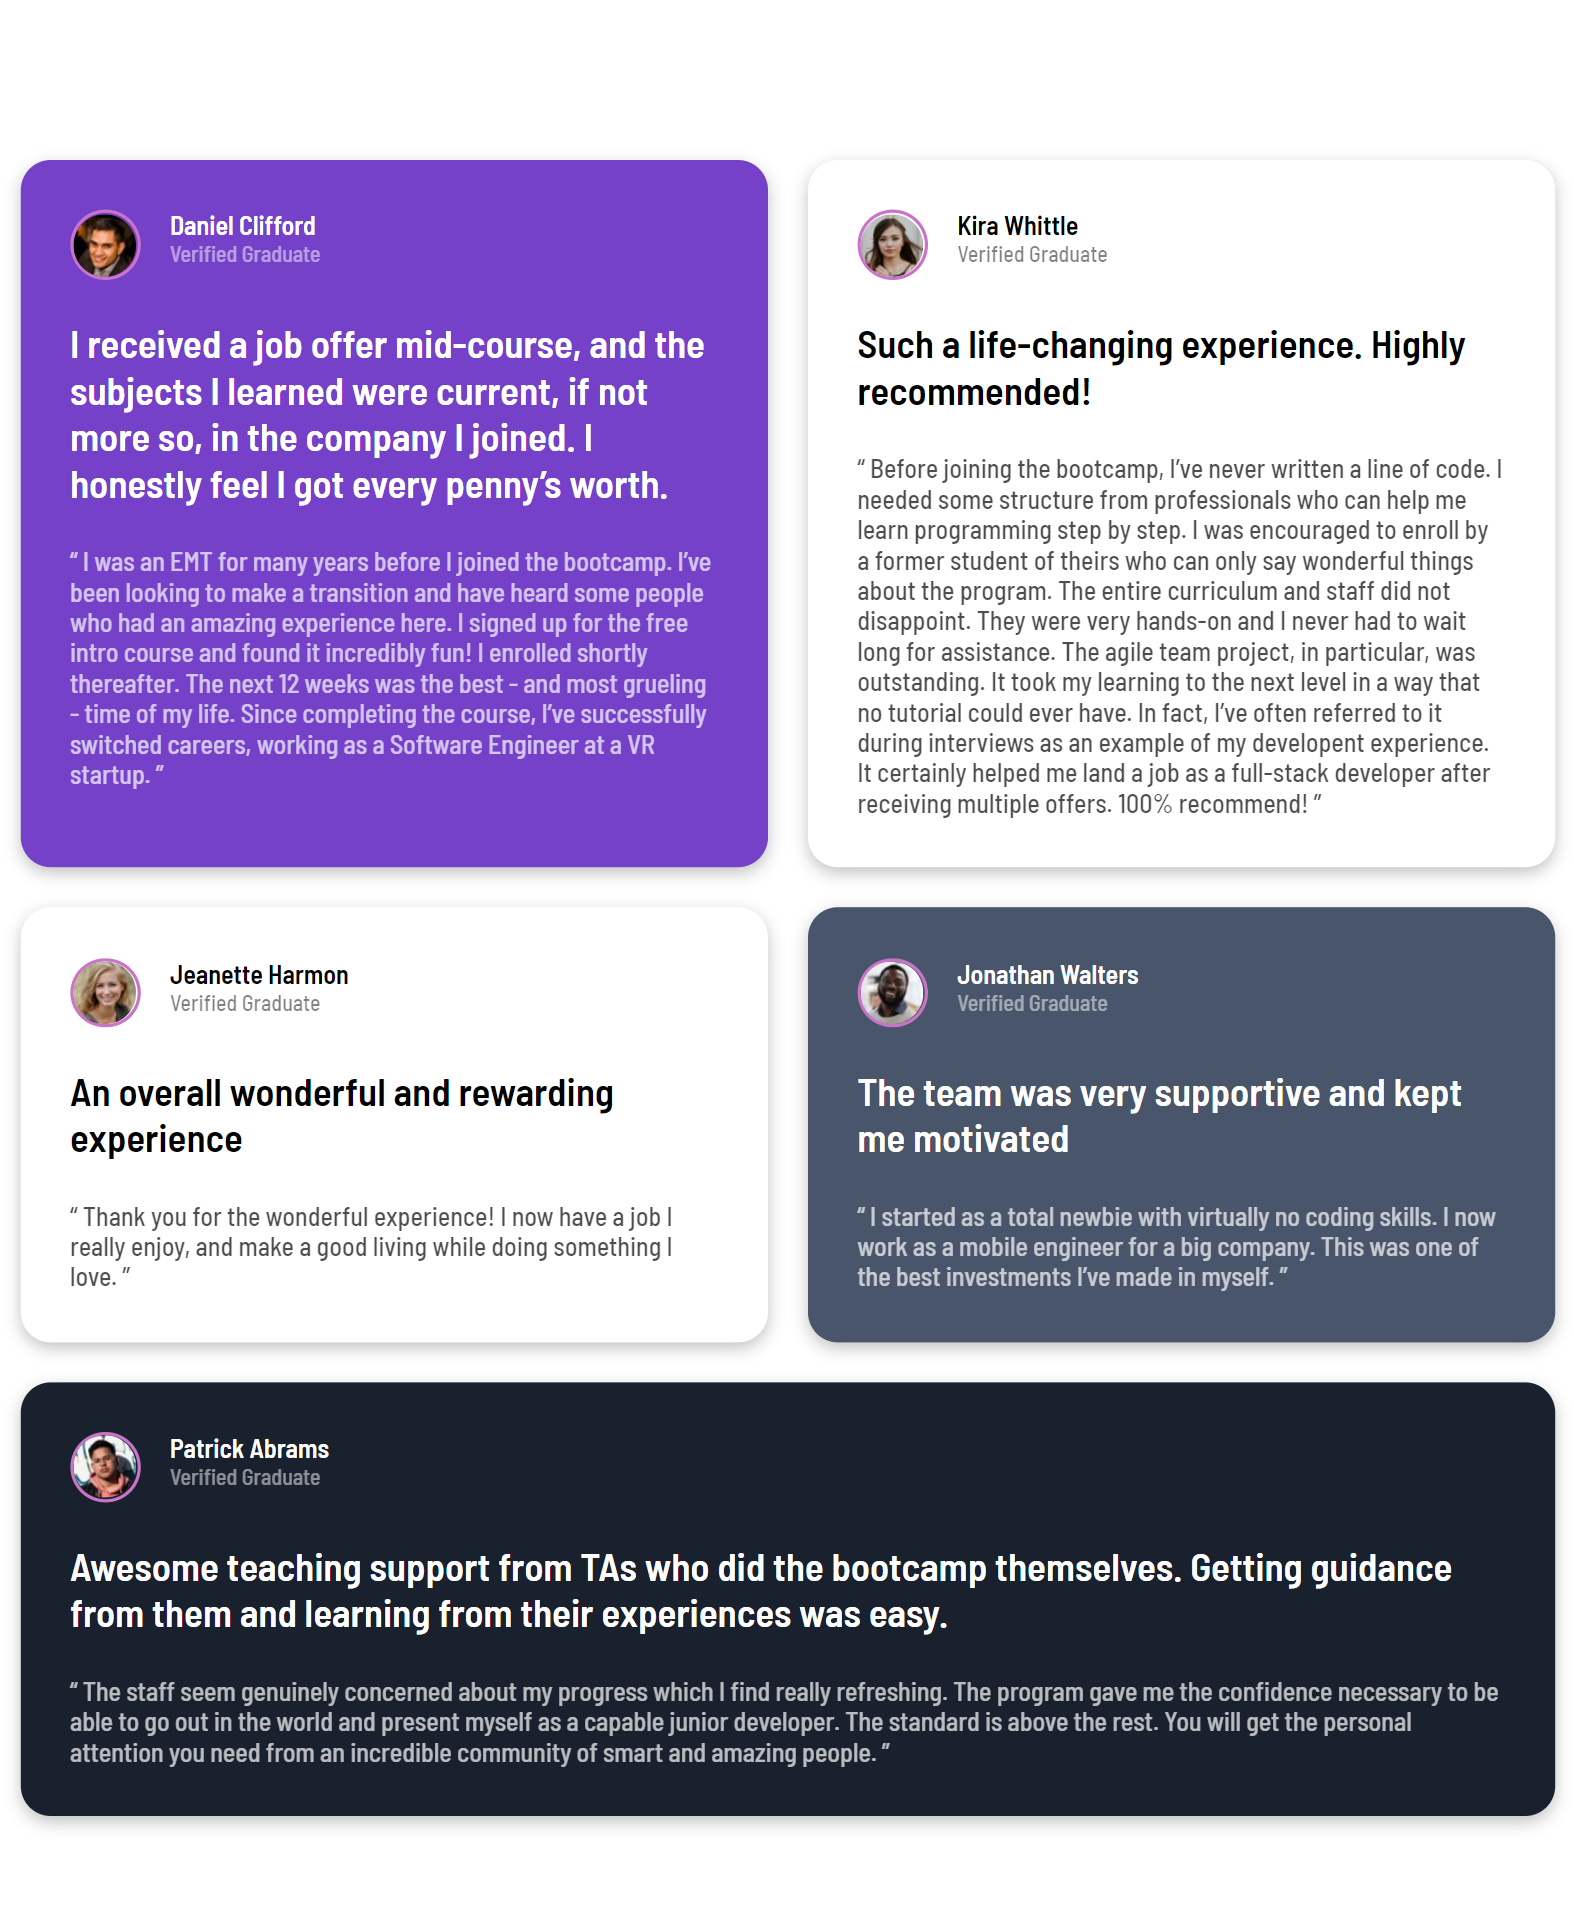 Daniel Clifford
Verified Graduate
I received a job offer mid-course, and the
subjects I learned were current, if not
more so, in the company I joined. I
honestly feel I got every penny’s worth.
“ I was an EMT for many years before I joined the bootcamp. I’ve
been looking to make a transition and have heard some people
who had an amazing experience here. I signed up for the free
intro course and found it incredibly fun! I enrolled shortly
thereafter. The next 12 weeks was the best - and most grueling
- time of my life. Since completing the course, I’ve successfully
switched careers, working as a Software Engineer at a VR
startup. ”
Kira Whittle
Verified Graduate
Such a life-changing experience. Highly
recommended!
“ Before joining the bootcamp, I’ve never written a line of code. I
needed some structure from professionals who can help me
learn programming step by step. I was encouraged to enroll by
a former student of theirs who can only say wonderful things
about the program. The entire curriculum and staff did not
disappoint. They were very hands-on and I never had to wait
long for assistance. The agile team project, in particular, was
outstanding. It took my learning to the next level in a way that
no tutorial could ever have. In fact, I’ve often referred to it
during interviews as an example of my developent experience.
It certainly helped me land a job as a full-stack developer after
receiving multiple offers. 100% recommend! ”
Jeanette Harmon
Verified Graduate
An overall wonderful and rewarding
experience
“ Thank you for the wonderful experience! I now have a job I
really enjoy, and make a good living while doing something I
love. ”
Jonathan Walters
Verified Graduate
The team was very supportive and kept
me motivated
“ I started as a total newbie with virtually no coding skills. I now
work as a mobile engineer for a big company. This was one of
the best investments I’ve made in myself. ”
Patrick Abrams
Verified Graduate
Awesome teaching support from TAs who did the bootcamp themselves. Getting guidance
from them and learning from their experiences was easy.
“ The staff seem genuinely concerned about my progress which I find really refreshing. The program gave me the confidence necessary to be
able to go out in the world and present myself as a capable junior developer. The standard is above the rest. You will get the personal
attention you need from an incredible community of smart and amazing people. ”